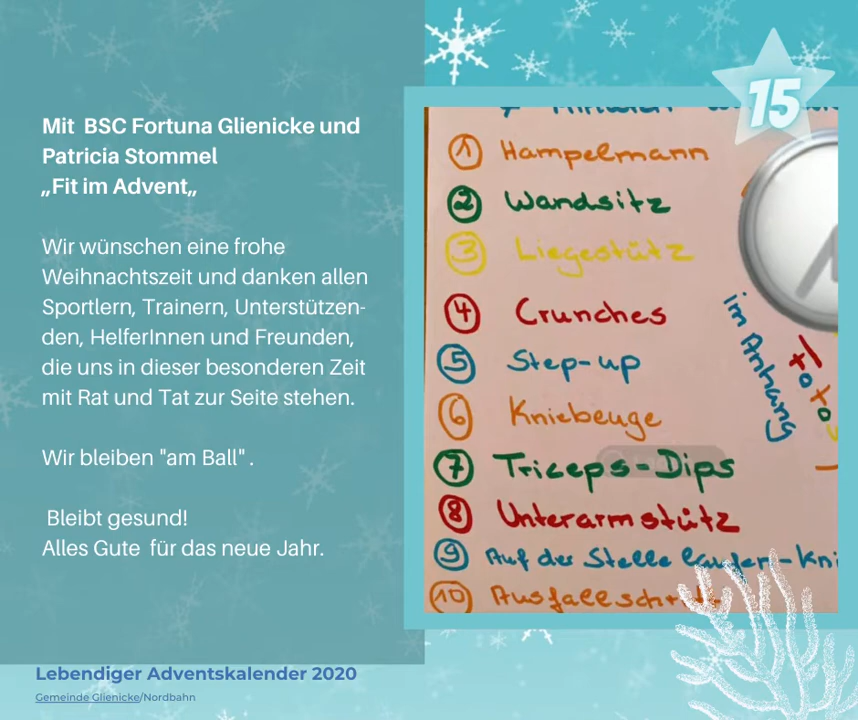 15
Mit BSC Fortuna Glienicke und
Patricia Stommel
„Fit im Advent„
Wir wünschen eine frohe
Weihnachtszeit und danken allen
Sportlern, Trainern, Unterstützen-
den, HelferInnen und Freunden,
die uns in dieser besonderen Zeit
mit Rat und Tat zur Seite stehen.
Wir bleiben "am Ball" .
Bleibt gesund!
Alles Gute für das neue Jahr.
1 Hampelmann
2 Wandsitz
3 Liegestütz
4 Crunches
5 Step-up
6 Kniebeuge
7 Triceps-Dips
8 Unterarmstütz
9 Auf der Stelle laufen-Kni
10 Ausfallschritt
im Anhang
Lebendiger Adventskalender 2020
Gemeinde Glienicke/Nordbahn